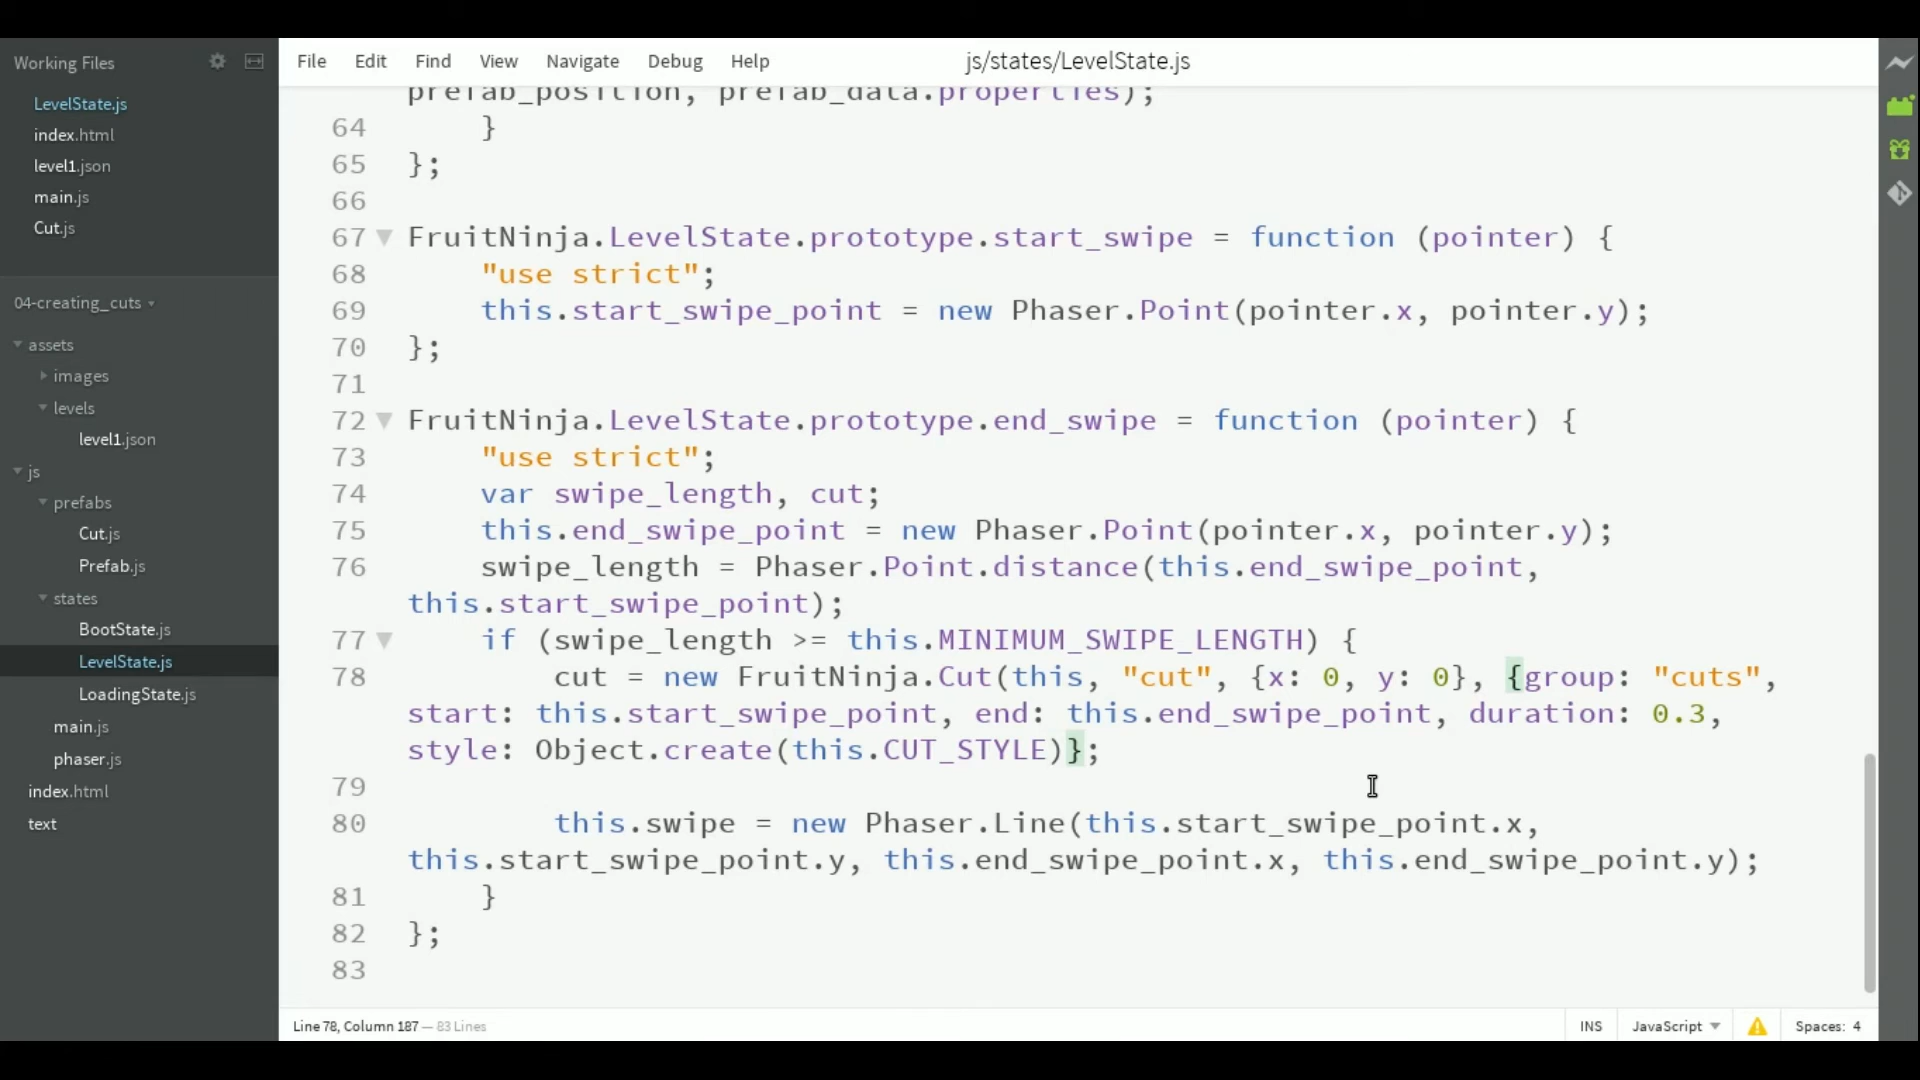 Working Files
LevelState.js
index.html
level1.json
main.js
Cut.js
04-creating_cuts
assets
images
levels
level1.json
js
prefabs
Cut.js
Prefab.js
states
BootState.js
LevelState.js
LoadingState.js
main.js
phaser.js
index.html
text
File Edit Find View Navigate Debug Help
js/states/LevelState.js
prefab_position, prefab_data.properties);
64 }
65 };
66
67 FruitNinja.LevelState.prototype.start_swipe = function (pointer) {
68 "use strict";
69 this.start_swipe_point = new Phaser.Point(pointer.x, pointer.y);
70 };
71
72 FruitNinja.LevelState.prototype.end_swipe = function (pointer) {
73 "use strict";
74 var swipe_length, cut;
75 this.end_swipe_point = new Phaser.Point(pointer.x, pointer.y);
76 swipe_length = Phaser.Point.distance(this.end_swipe_point,
this.start_swipe_point);
77 if (swipe_length >= this.MINIMUM_SWIPE_LENGTH) {
78 cut = new FruitNinja.Cut(this, "cut", {x: 0, y: 0}, {group: "cuts",
start: this.start_swipe_point, end: this.end_swipe_point, duration: 0.3,
style: Object.create(this.CUT_STYLE)};
79
80 this.swipe = new Phaser.Line(this.start_swipe_point.x,
this.start_swipe_point.y, this.end_swipe_point.x, this.end_swipe_point.y);
81 }
82 };
83
Line 78, Column 187 — 83 Lines
INS JavaScript Spaces: 4